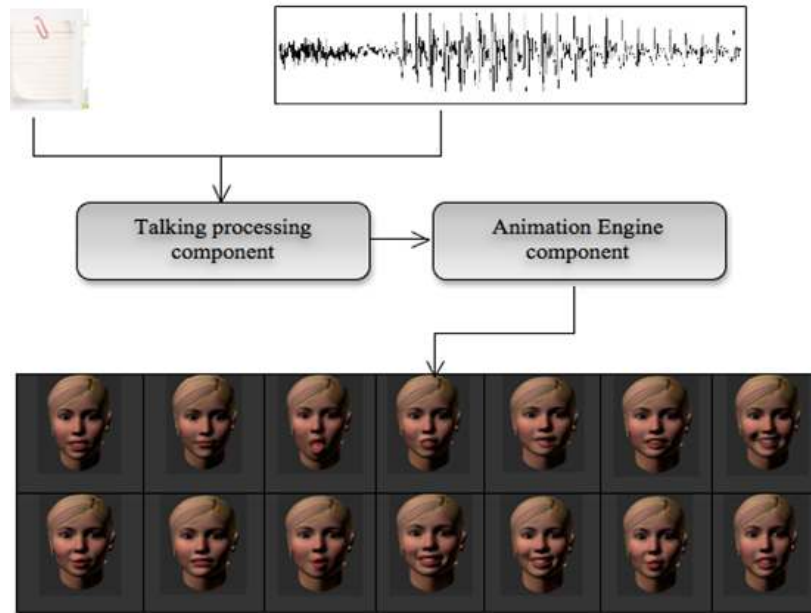 Talking processing
component
Animation Engine
component